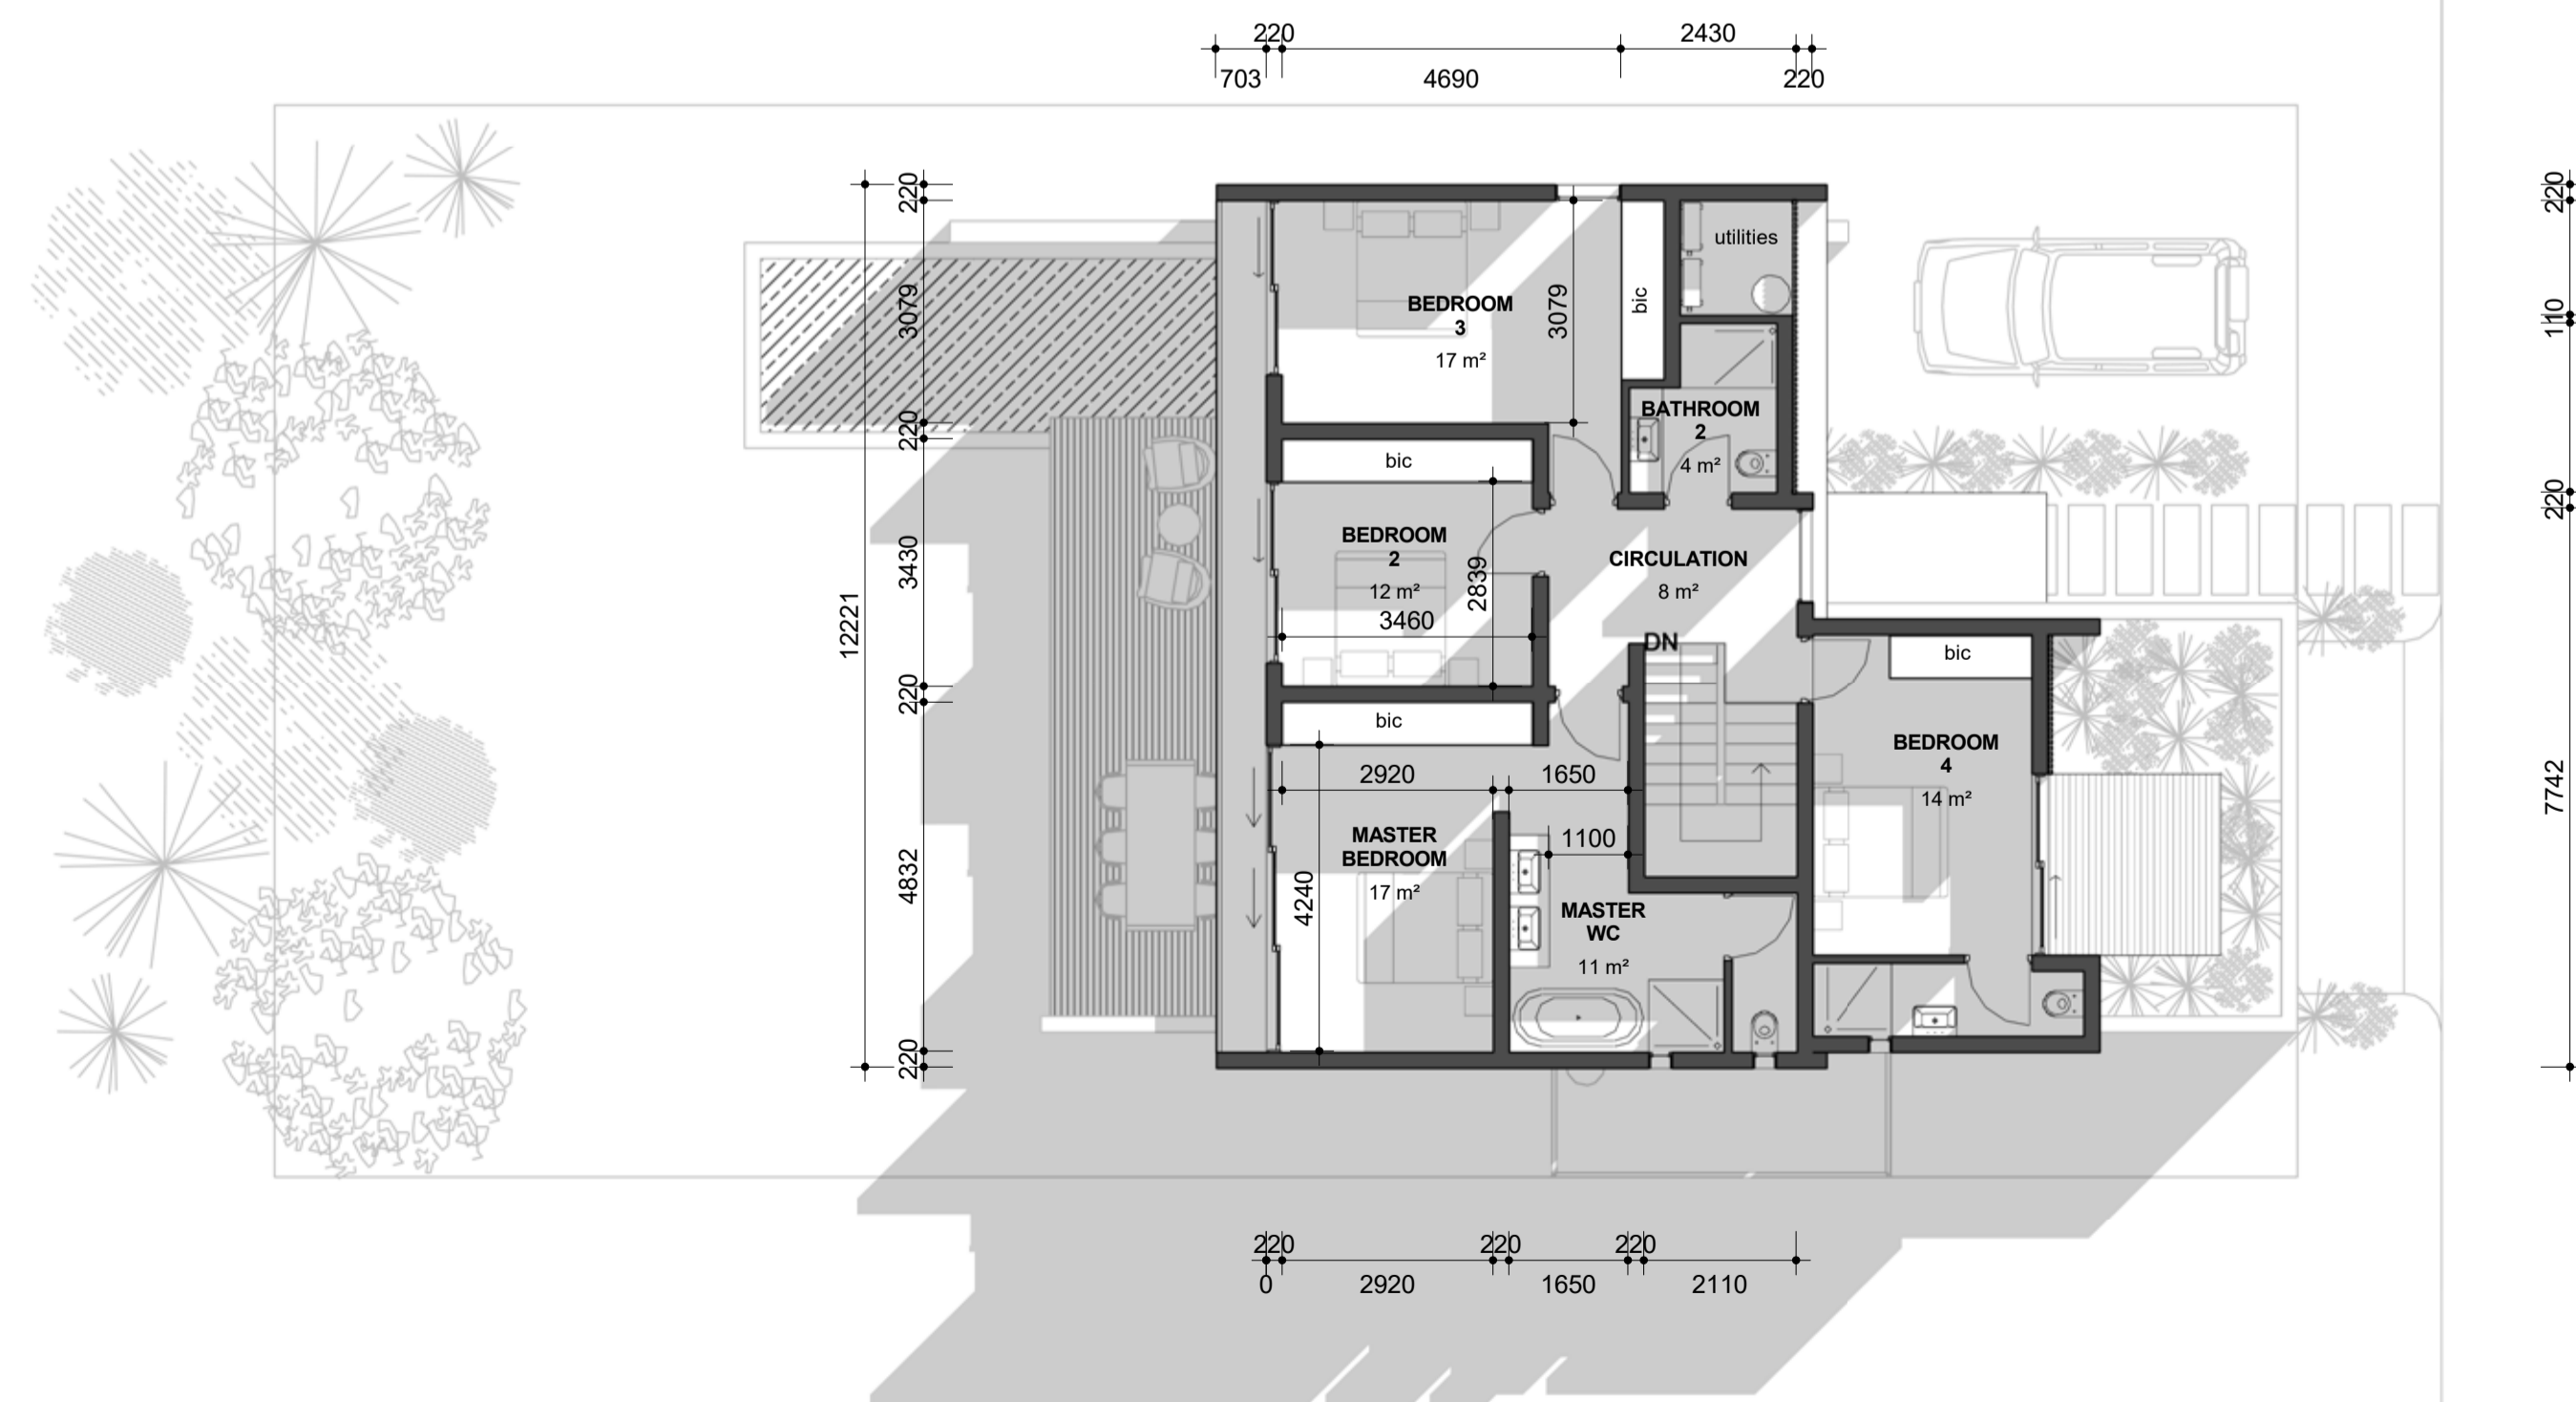 220 2430
703 4690 220
220
3079
220
3430
220
4832
220
12221
220
110
220
7742
utilities
bic
BEDROOM
3
17 m²
3079
BATHROOM
2
4 m²
bic
BEDROOM
2
12 m²
2839
3460
CIRCULATION
8 m²
DN
bic
bic
2920 1650
BEDROOM
4
14 m²
1100
MASTER
BEDROOM
17 m²
4240
MASTER
WC
11 m²
220 220 220
0 2920 1650 2110